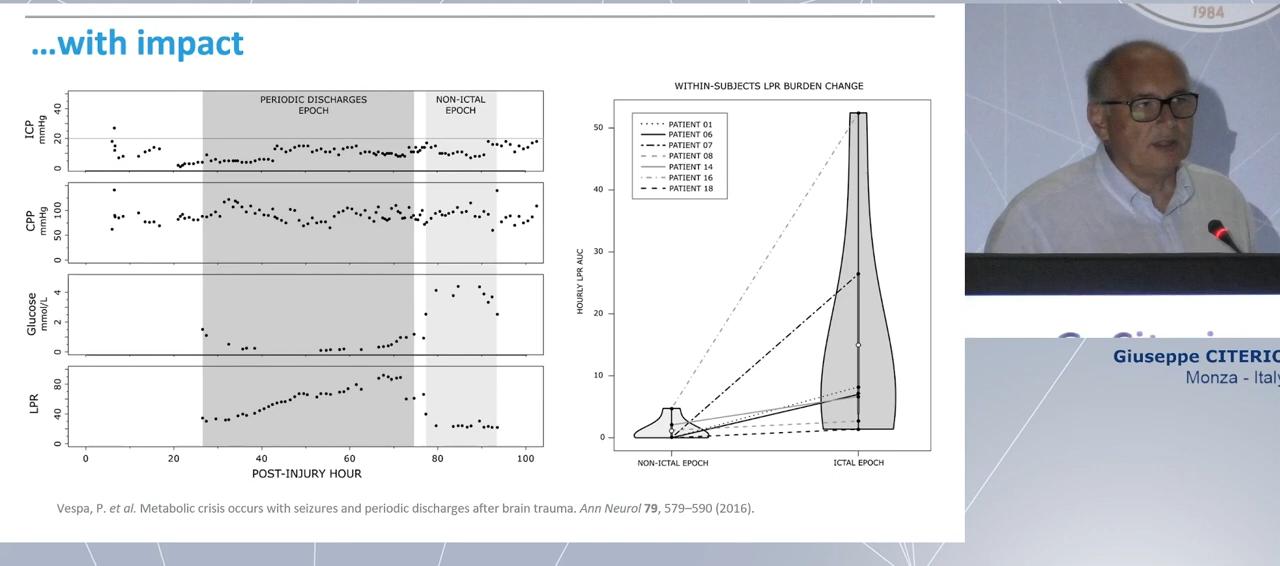 …with impact
PERIODIC DISCHARGES
EPOCH
NON-ICTAL
EPOCH
ICP
mmHg
0 20 40
CPP
mmHg
0 50 100
Glucose
mmol/L
0 2 4
LPR
0 40 80
0 20 40 60 80 100
POST-INJURY HOUR
WITHIN-SUBJECTS LPR BURDEN CHANGE
PATIENT 01
PATIENT 06
PATIENT 07
PATIENT 08
PATIENT 14
PATIENT 16
PATIENT 18
HOURLY LPR AUC
50
40
30
20
10
0
NON-ICTAL EPOCH
ICTAL EPOCH
Vespa, P. et al. Metabolic crisis occurs with seizures and periodic discharges after brain trauma. Ann Neurol 79, 579–590 (2016).
1984
Giuseppe CITERIO
Monza - Italy